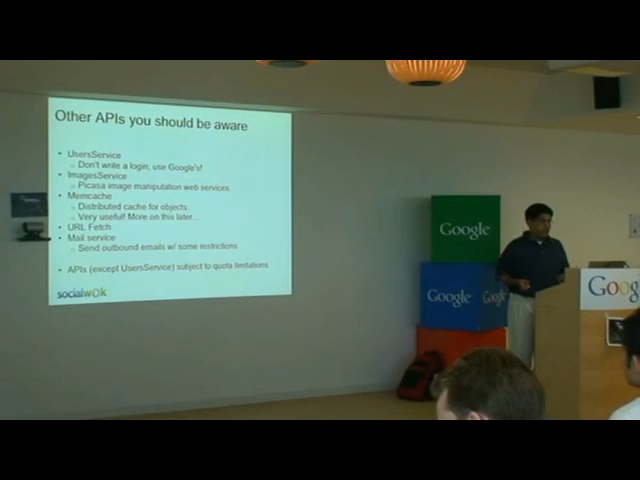 Other APIs you should be aware
• UsersService
o Don't write a login, use Google's!
• ImagesService
o Picasa image manipulation web services
• Memcache
o Distributed cache for objects
o Very useful! More on this later...
• URL Fetch
• Mail service
o Send outbound emails w/ some restrictions
• APIs (except UsersService) subject to quota limitations
socialwok
Google
Google
Google
Goog